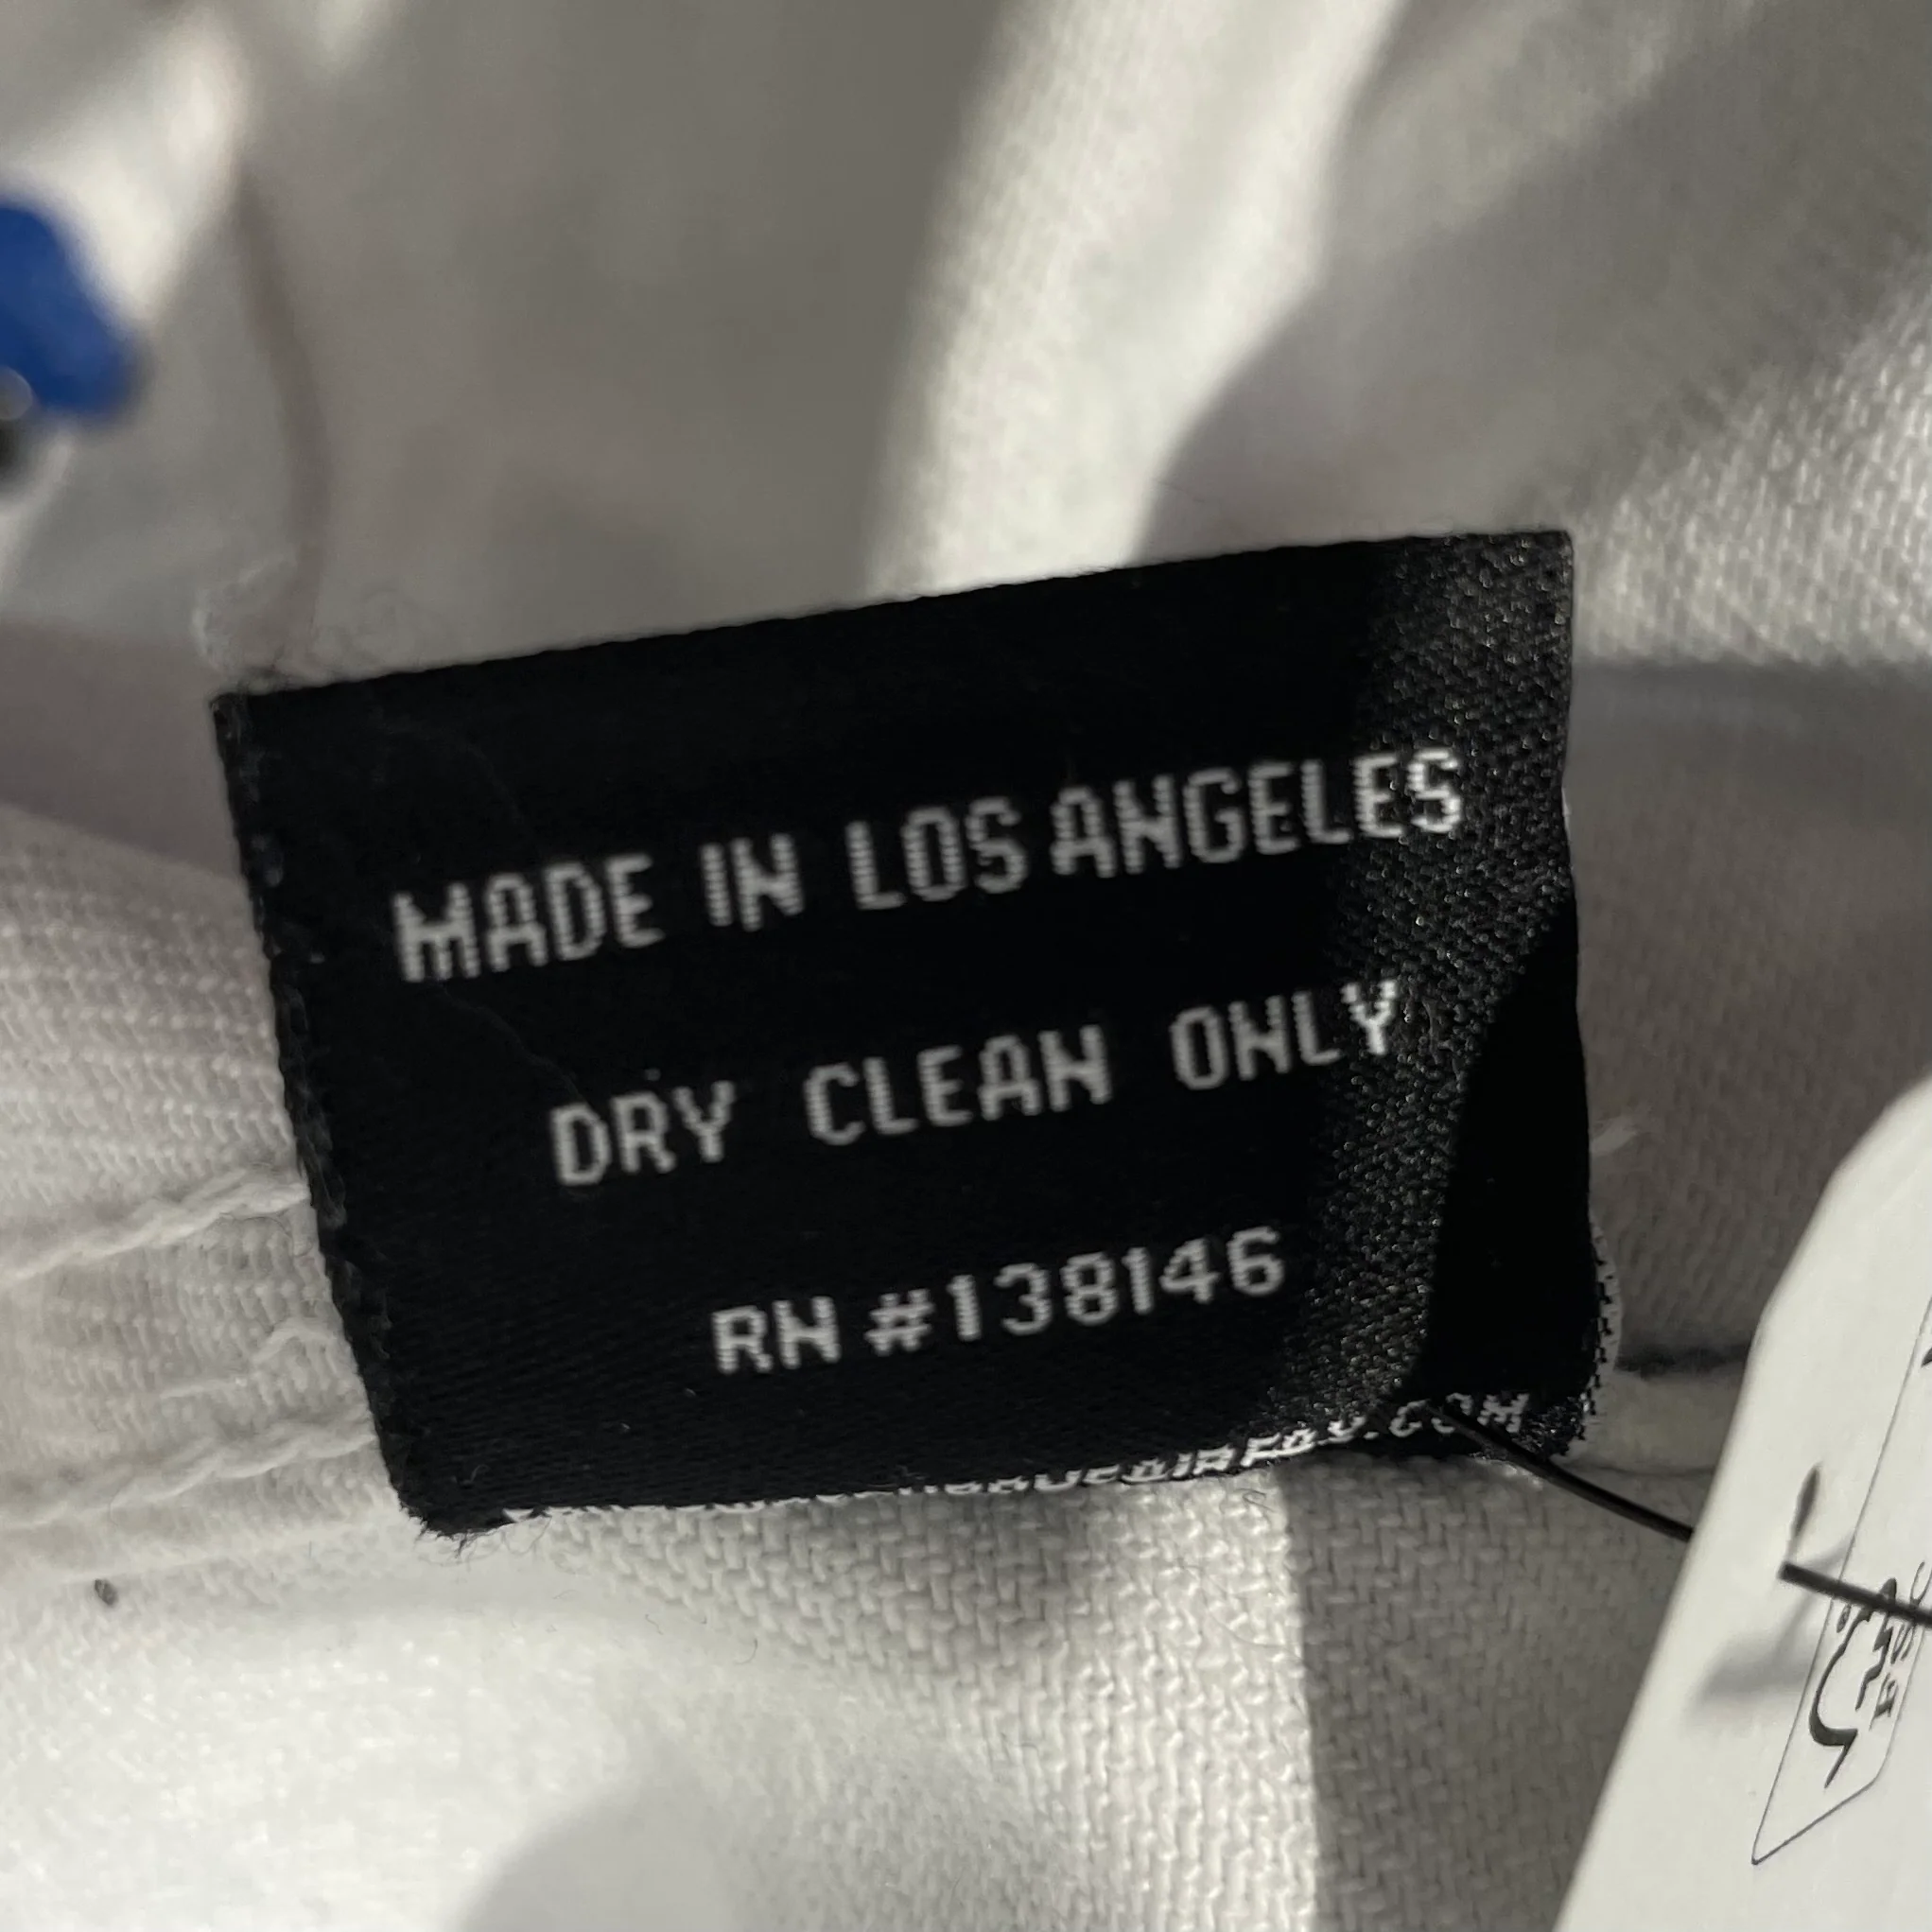 MADE IN LOS ANGELES
DRY CLEAN ONLY
RN #138146